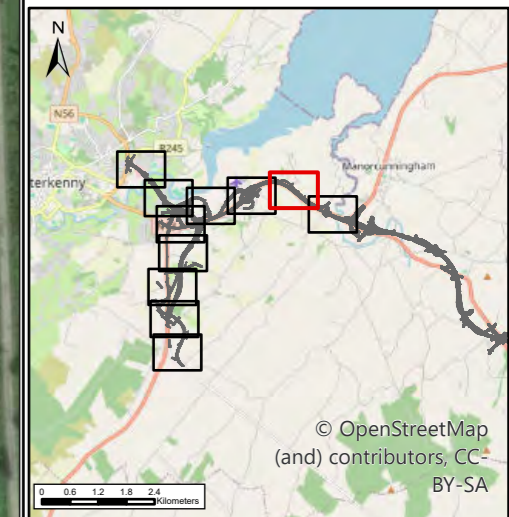 N
N56
R245
terkenny
Manorcunningham
© OpenStreetMap
(and) contributors, CC-
BY-SA
0 0.6 1.2 1.8 2.4
Kilometers